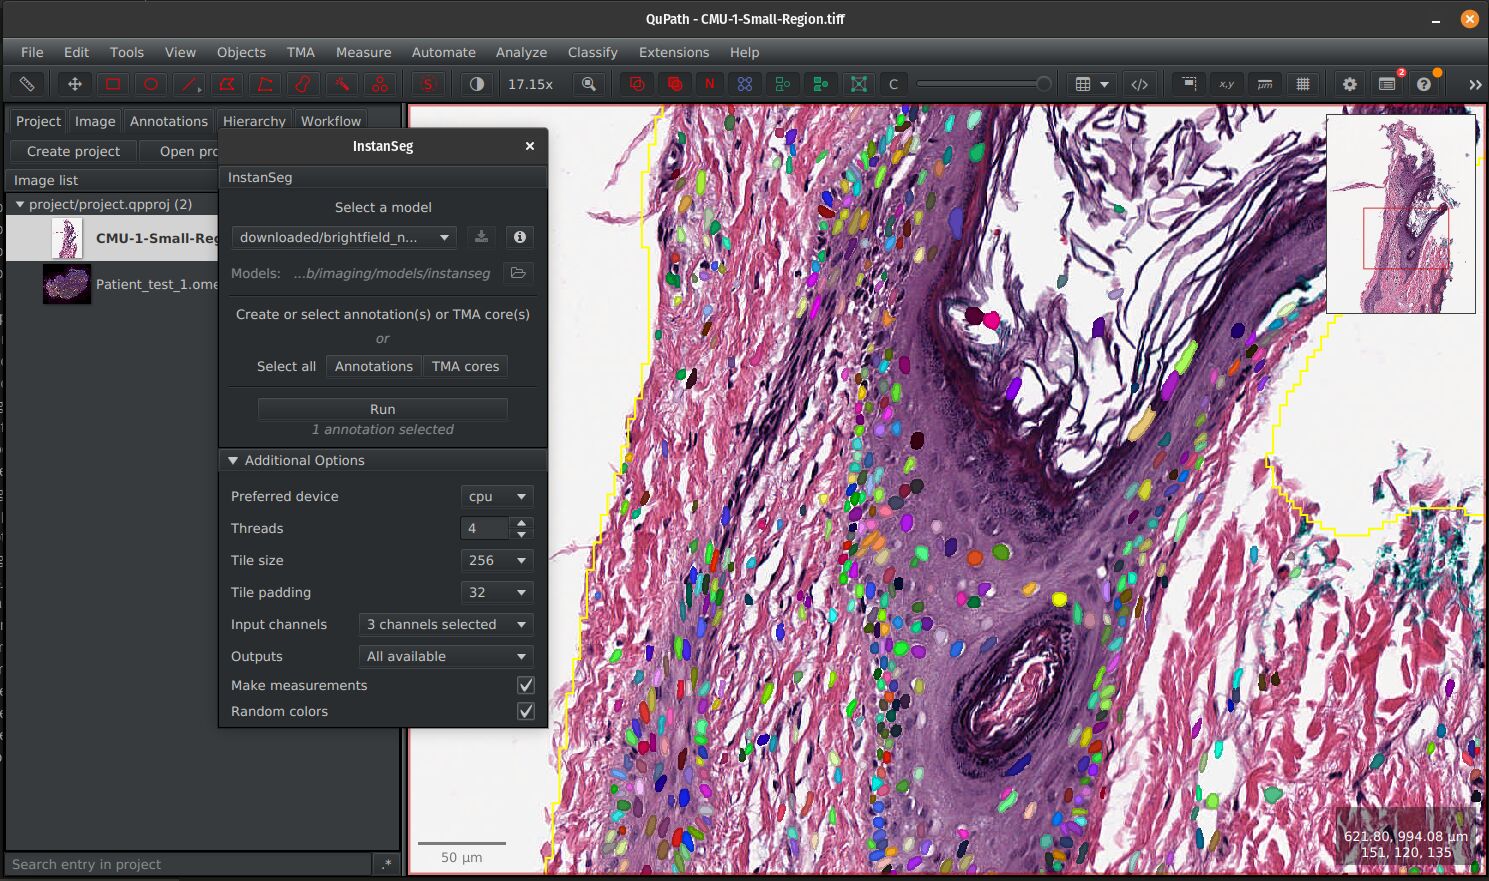 QuPath - CMU-1-Small-Region.tiff
File Edit Tools View Objects TMA Measure Automate Analyze Classify Extensions Help
S 17.15x N C </> x,y μm 2 ? »
Project Image Annotations Hierarchy Workflow
Create project Open pro
Image list
project/project.qpproj (2)
CMU-1-Small-Reg
Patient_test_1.ome
InstanSeg
InstanSeg
Select a model
downloaded/brightfield_n...
Models: ...b/imaging/models/instanseg
Create or select annotation(s) or TMA core(s)
or
Select all Annotations TMA cores
Run
1 annotation selected
Additional Options
Preferred device cpu
Threads 4
Tile size 256
Tile padding 32
Input channels 3 channels selected
Outputs All available
Make measurements
Random colors
Search entry in project .*
50 μm
621.80, 994.08 μm
151, 120, 135